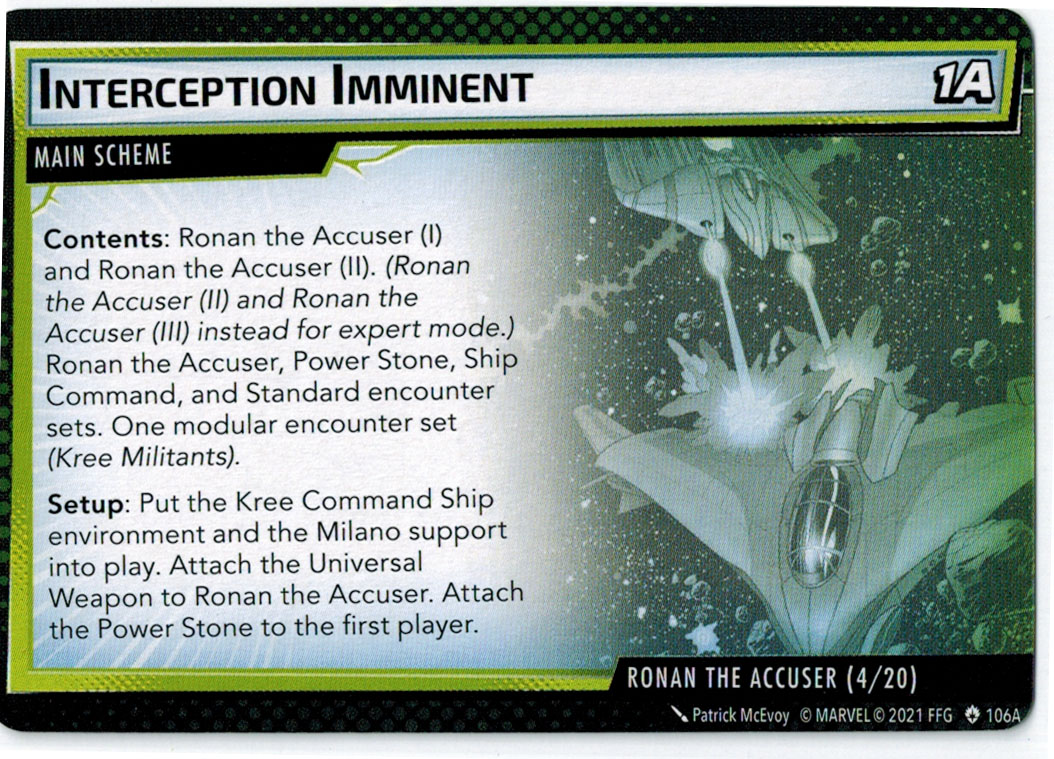 INTERCEPTION IMMINENT
1A
MAIN SCHEME
Contents: Ronan the Accuser (I)
and Ronan the Accuser (II). (Ronan
the Accuser (II) and Ronan the
Accuser (III) instead for expert mode.)
Ronan the Accuser, Power Stone, Ship
Command, and Standard encounter
sets. One modular encounter set
(Kree Militants).
Setup: Put the Kree Command Ship
environment and the Milano support
into play. Attach the Universal
Weapon to Ronan the Accuser. Attach
the Power Stone to the first player.
RONAN THE ACCUSER (4/20)
Patrick McEvoy © MARVEL © 2021 FFG 106A